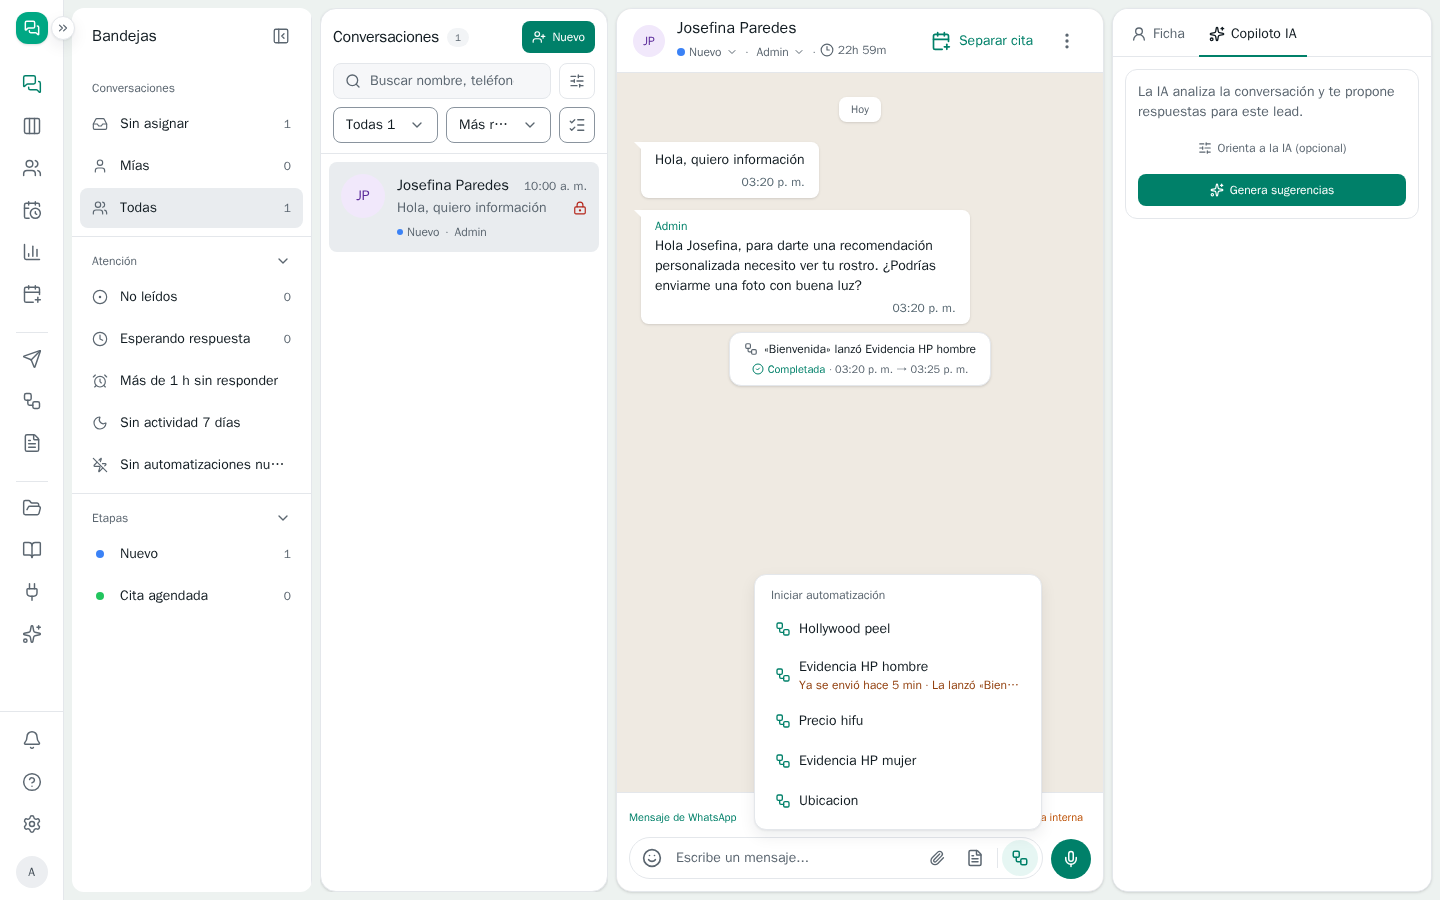 Bandejas
Conversaciones
Sin asignar 1
Mías 0
Todas 1
Atención
No leídos 0
Esperando respuesta 0
Más de 1 h sin responder
Sin actividad 7 días
Sin automatizaciones nu···
Etapas
Nuevo 1
Cita agendada 0
A
Conversaciones 1
Nuevo
Buscar nombre, teléfon
Todas 1
Más r···
JP
Josefina Paredes 10:00 a. m.
Hola, quiero información
Nuevo · Admin
JP
Josefina Paredes
Nuevo · Admin · 22h 59m
Separar cita
Hoy
Hola, quiero información
03:20 p. m.
Admin
Hola Josefina, para darte una recomendación
personalizada necesito ver tu rostro. ¿Podrías
enviarme una foto con buena luz?
03:20 p. m.
«Bienvenida» lanzó Evidencia HP hombre
Completada · 03:20 p. m. → 03:25 p. m.
Iniciar automatización
Hollywood peel
Evidencia HP hombre
Ya se envió hace 5 min · La lanzó «Bien···
Precio hifu
Evidencia HP mujer
Ubicacion
Mensaje de WhatsApp
a interna
Escribe un mensaje...
Ficha
Copiloto IA
La IA analiza la conversación y te propone
respuestas para este lead.
Orienta a la IA (opcional)
Genera sugerencias